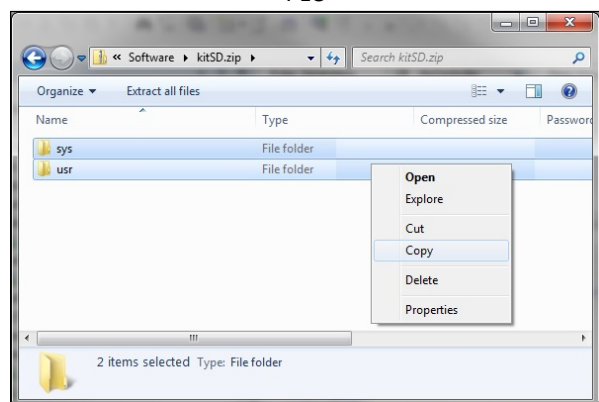 « Software ▸ kitSD.zip ▸
Search kitSD.zip
Organize ▾ Extract all files
Name Type Compressed size Password
sys File folder
usr File folder
Open
Explore
Cut
Copy
Delete
Properties
2 items selected Type: File folder